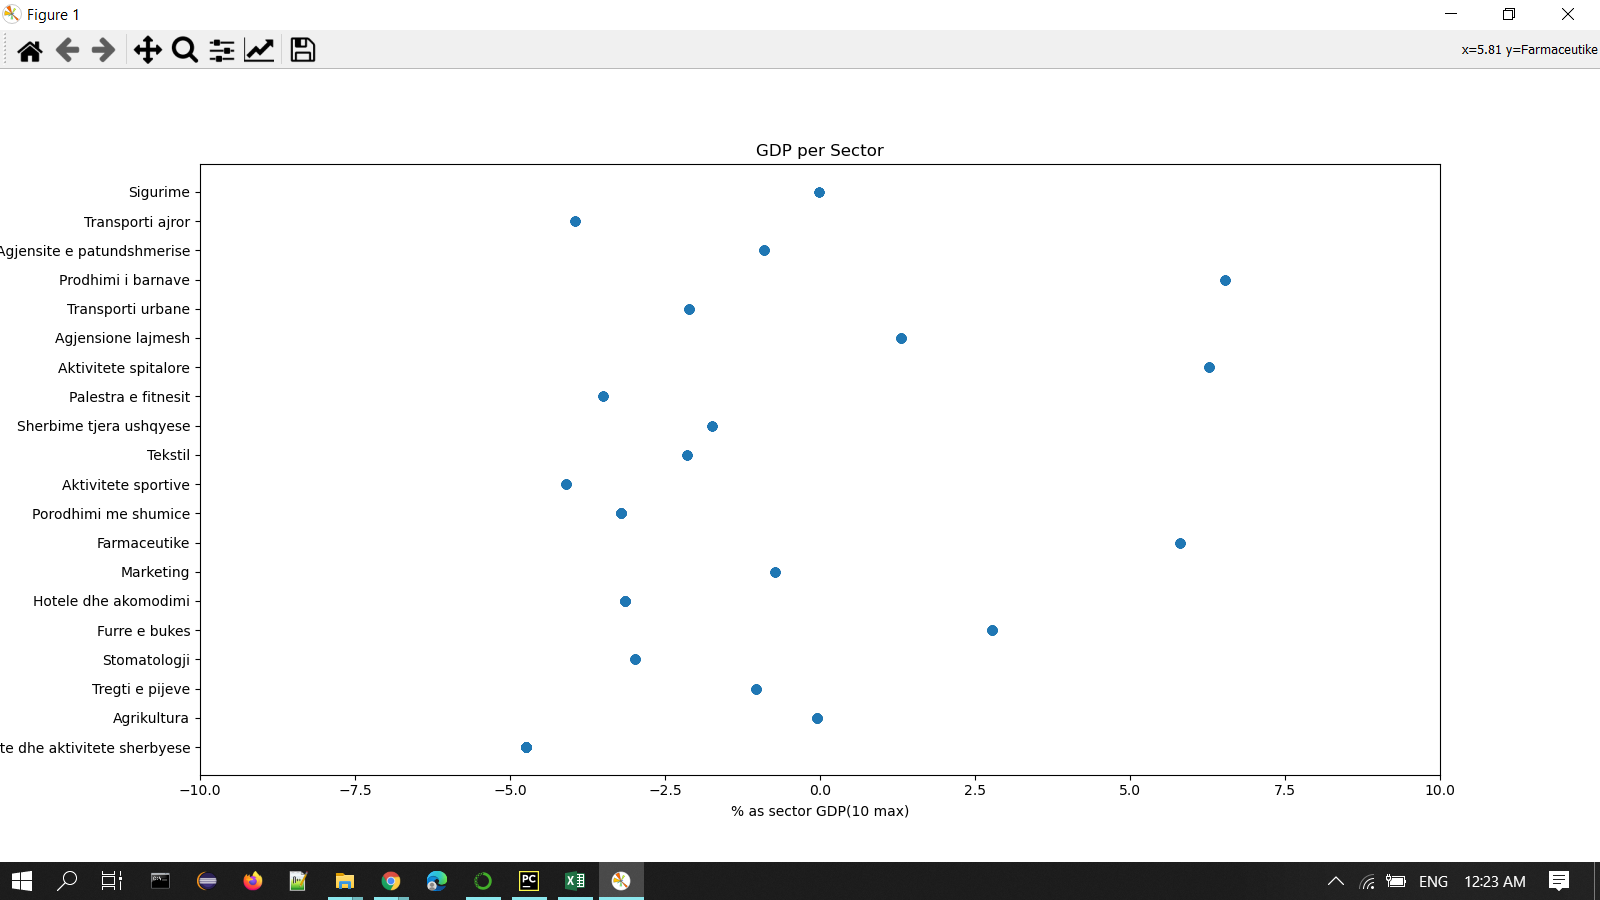 Figure 1
x=5.81 y=Farmaceutike
GDP per Sector
Sigurime
Transporti ajror
Agjensite e patundshmerise
Prodhimi i barnave
Transporti urbane
Agjensione lajmesh
Aktivitete spitalore
Palestra e fitnesit
Sherbime tjera ushqyese
Tekstil
Aktivitete sportive
Porodhimi me shumice
Farmaceutike
Marketing
Hotele dhe akomodimi
Furre e bukes
Stomatologji
Tregti e pijeve
Agrikultura
te dhe aktivitete sherbyese
−10.0 −7.5 −5.0 −2.5 0.0 2.5 5.0 7.5 10.0
% as sector GDP(10 max)
PC ENG 12:23 AM